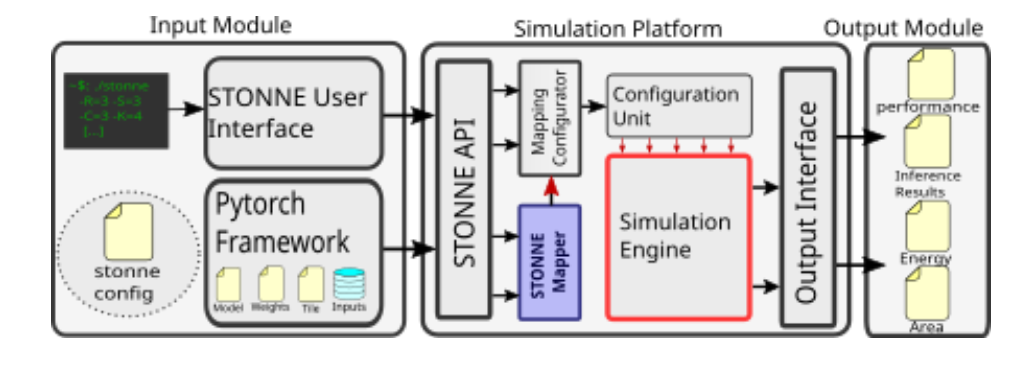 Input Module
Simulation Platform
Output Module
~$: ./stonne
-R=3 -S=3
-C=3 -K=4
[...]
STONNE User
Interface
stonne
config
Pytorch
Framework
Model
Weights
Tile
Inputs
STONNE API
Mapping
Configurator
STONNE
Mapper
Configuration
Unit
Simulation
Engine
Output Interface
performance
Inference
Results
Energy
Area